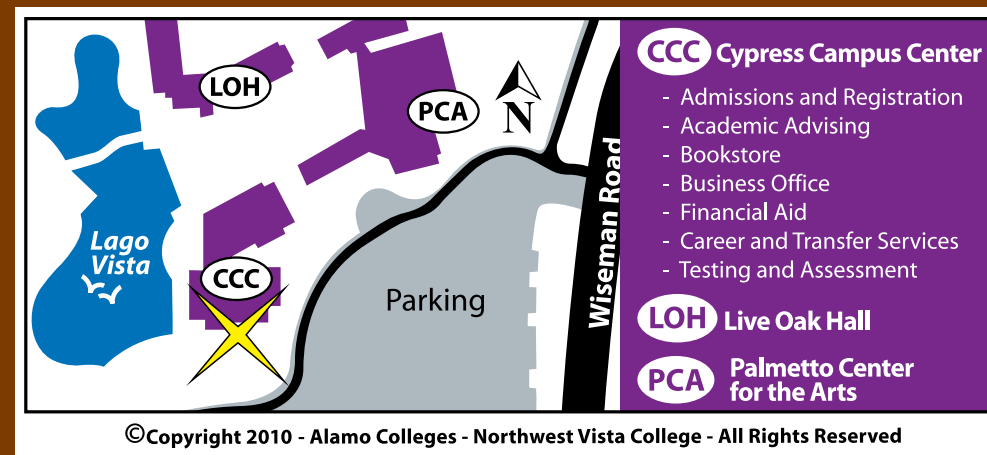 LOH
PCA
N
Lago
Vista
CCC
Parking
Wiseman Road
CCC Cypress Campus Center
- Admissions and Registration
- Academic Advising
- Bookstore
- Business Office
- Financial Aid
- Career and Transfer Services
- Testing and Assessment
LOH Live Oak Hall
PCA Palmetto Center
for the Arts
©Copyright 2010 - Alamo Colleges - Northwest Vista College - All Rights Reserved